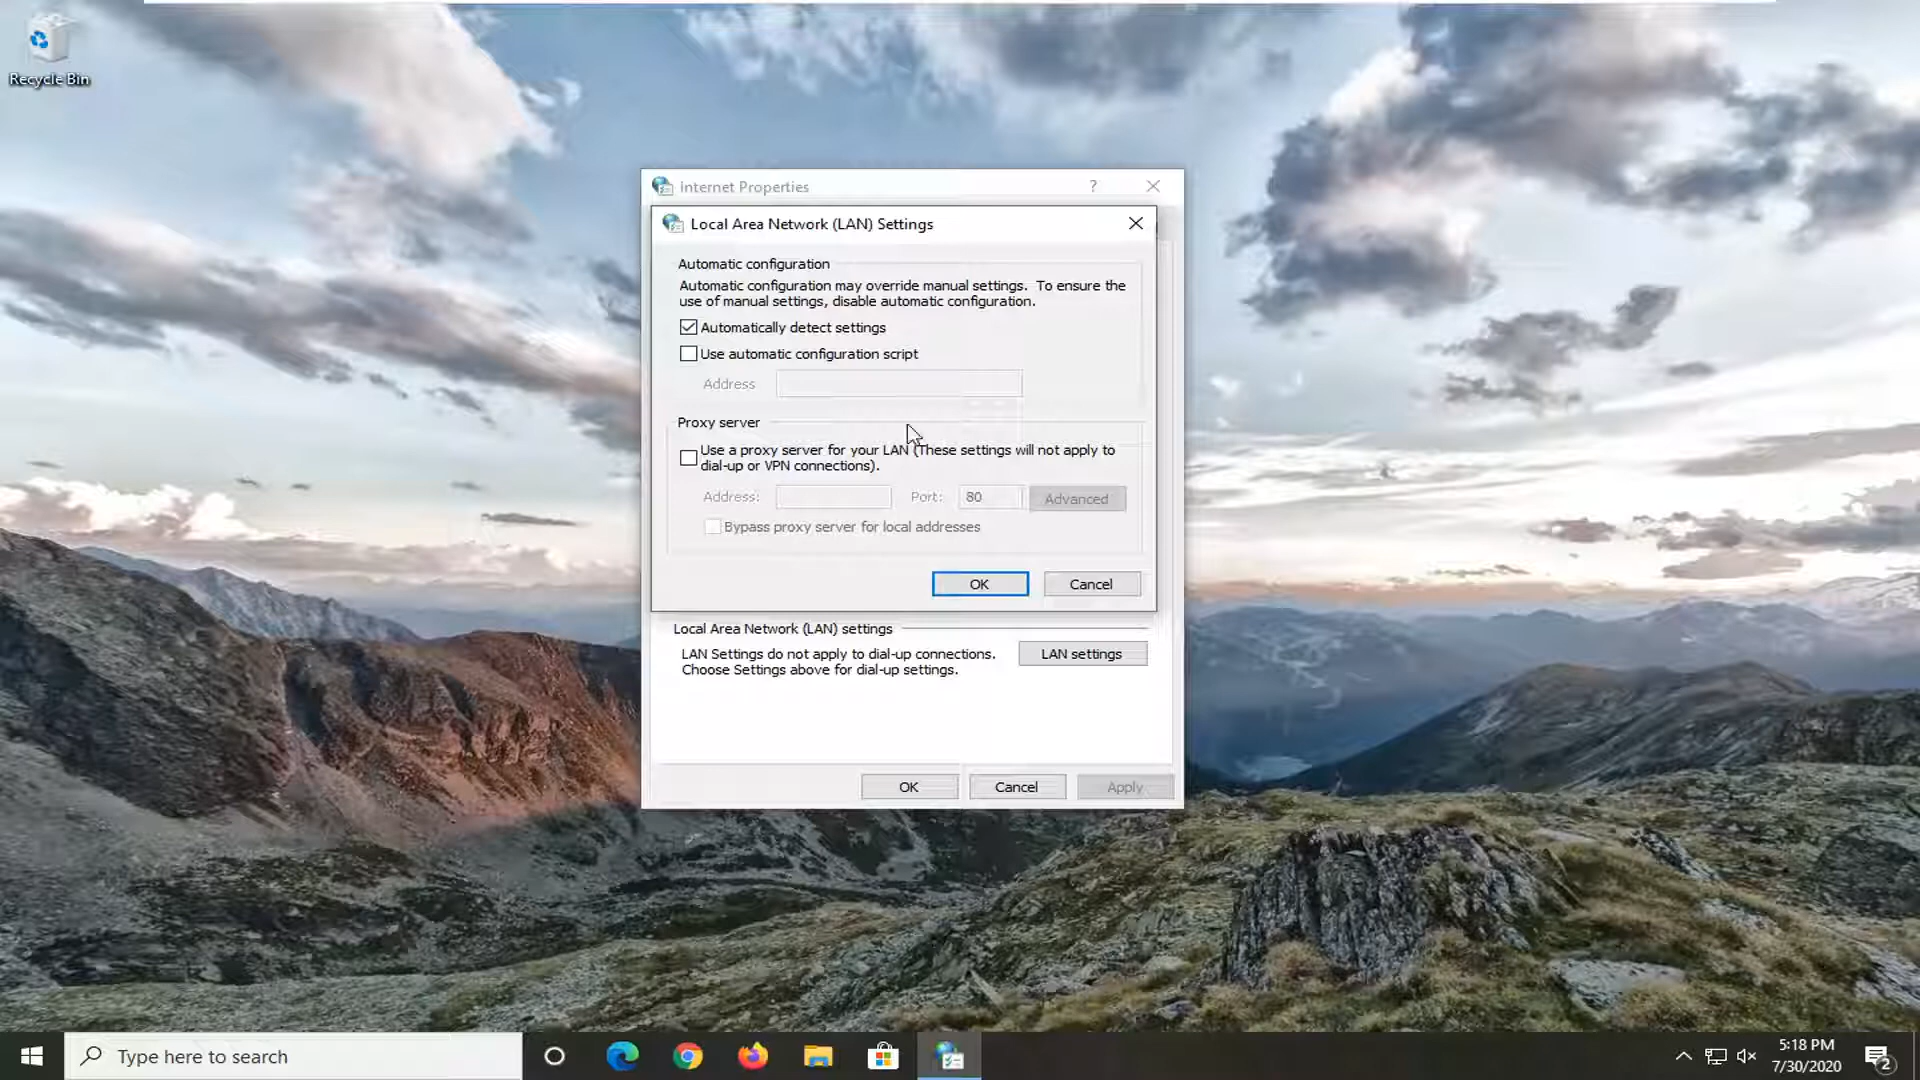 Recycle Bin
Internet Properties
?
Local Area Network (LAN) Settings
Automatic configuration
Automatic configuration may override manual settings. To ensure the
use of manual settings, disable automatic configuration.
Automatically detect settings
Use automatic configuration script
Address
Proxy server
Use a proxy server for your LAN (These settings will not apply to
dial-up or VPN connections).
Address: Port: 80 Advanced
Bypass proxy server for local addresses
OK Cancel
Local Area Network (LAN) settings
LAN Settings do not apply to dial-up connections. LAN settings
Choose Settings above for dial-up settings.
OK Cancel Apply
Type here to search
5:18 PM
7/30/2020
2